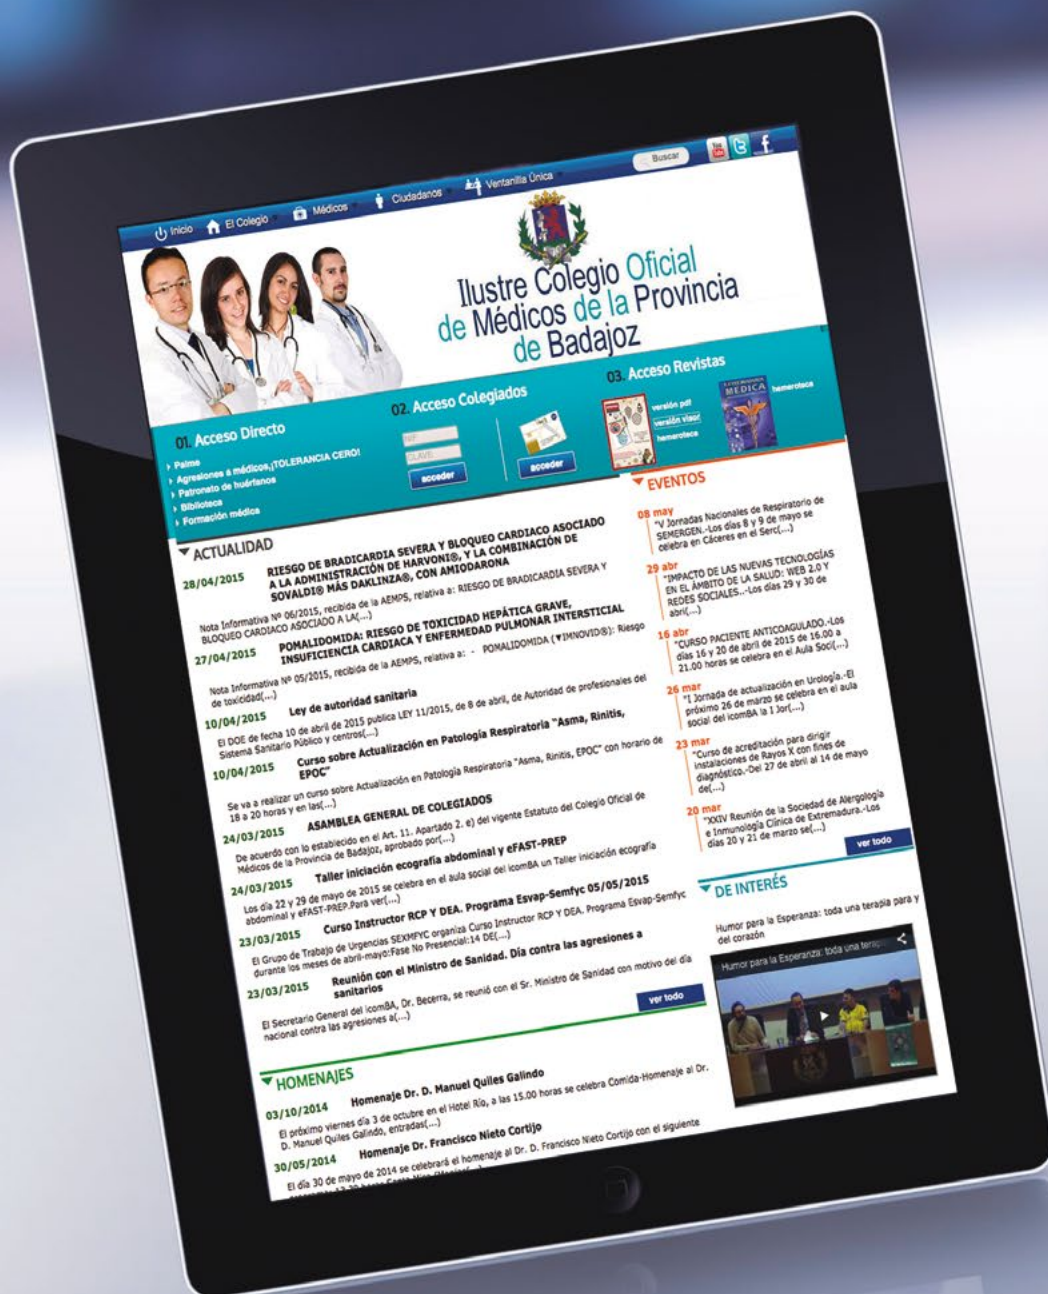 Inicio El Colegio Médicos Ciudadanos Ventanilla Única Buscar You Tube
Ilustre Colegio Oficial
de Médicos de la Provincia
de Badajoz
01. Acceso Directo
Palme
Agresiones a médicos,¡TOLERANCIA CERO!
Patronato de huérfanos
Biblioteca
Formación médica
02. Acceso Colegiados
NIF
CLAVE
acceder
acceder
03. Acceso Revistas
versión pdf
versión visor
hemeroteca
MEDICA
hemeroteca
ACTUALIDAD
28/04/2015 RIESGO DE BRADICARDIA SEVERA Y BLOQUEO CARDIACO ASOCIADO
A LA ADMINISTRACIÓN DE HARVONI®, Y LA COMBINACIÓN DE
SOVALDI® MÁS DAKLINZA®, CON AMIODARONA
Nota Informativa Nº 06/2015, recibida de la AEMPS, relativa a: RIESGO DE BRADICARDIA SEVERA Y
BLOQUEO CARDIACO ASOCIADO A LA(...)
27/04/2015 POMALIDOMIDA: RIESGO DE TOXICIDAD HEPÁTICA GRAVE,
INSUFICIENCIA CARDIACA Y ENFERMEDAD PULMONAR INTERSTICIAL
Nota Informativa Nº 05/2015, recibida de la AEMPS, relativa a: - POMALIDOMIDA (▼IMNOVID®): Riesgo
de toxicidad(...)
10/04/2015 Ley de autoridad sanitaria
El DOE de fecha 10 de abril de 2015 publica LEY 11/2015, de 8 de abril, de Autoridad de profesionales del
Sistema Sanitario Público y centros(...)
10/04/2015 Curso sobre Actualización en Patología Respiratoria "Asma, Rinitis,
EPOC"
Se va a realizar un curso sobre Actualización en Patología Respiratoria "Asma, Rinitis, EPOC" con horario de
18 a 20 horas y en las(...)
24/03/2015 ASAMBLEA GENERAL DE COLEGIADOS
De acuerdo con lo establecido en el Art. 11. Apartado 2. e) del vigente Estatuto del Colegio Oficial de
Médicos de la Provincia de Badajoz, aprobado por(...)
24/03/2015 Taller iniciación ecografía abdominal y eFAST-PREP
Los día 22 y 29 de mayo de 2015 se celebra en el aula social del icomBA un Taller iniciación ecografía
abdominal y eFAST-PREP.Para ver(...)
23/03/2015 Curso Instructor RCP Y DEA. Programa Esvap-Semfyc 05/05/2015
El Grupo de Trabajo de Urgencias SEXMFYC organiza Curso Instructor RCP Y DEA. Programa Esvap-Semfyc
durante los meses de abril-mayo:Fase No Presencial:14 DE(...)
23/03/2015 Reunión con el Ministro de Sanidad. Día contra las agresiones a
sanitarios
El Secretario General del icomBA, Dr. Becerra, se reunió con el Sr. Ministro de Sanidad con motivo del día
nacional contra las agresiones a(...)
ver todo
HOMENAJES
03/10/2014 Homenaje Dr. D. Manuel Quiles Galindo
El próximo viernes día 3 de octubre en el Hotel Río, a las 15.00 horas se celebra Comida-Homenaje al Dr.
D. Manuel Quiles Galindo, entradas(...)
30/05/2014 Homenaje Dr. Francisco Nieto Cortijo
El día 30 de mayo de 2014 se celebrará el homenaje al Dr. D. Francisco Nieto Cortijo con el siguiente
EVENTOS
08 may
"V Jornadas Nacionales de Respiratorio de
SEMERGEN.-Los días 8 y 9 de mayo se
celebra en Cáceres en el Serc(...)
29 abr
"IMPACTO DE LAS NUEVAS TECNOLOGÍAS
EN EL ÁMBITO DE LA SALUD: WEB 2.0 Y
REDES SOCIALES..-Los días 29 y 30 de
abril(...)
16 abr
"CURSO PACIENTE ANTICOAGULADO.-Los
días 16 y 20 de abril de 2015 de 16.00 a
21.00 horas se celebra en el Aula Soci(...)
26 mar
"I Jornada de actualización en Urología.-El
próximo 26 de marzo se celebra en el aula
social del icomBA la I Jor(...)
23 mar
"Curso de acreditación para dirigir
instalaciones de Rayos X con fines de
diagnóstico.-Del 27 de abril al 14 de mayo
de(...)
20 mar
"XXIV Reunión de la Sociedad de Alergología
e Inmunología Clínica de Extremadura.-Los
días 20 y 21 de marzo se(...)
ver todo
DE INTERÉS
Humor para la Esperanza: toda una terapia para y
del corazón
Humor para la Esperanza: toda una terap...